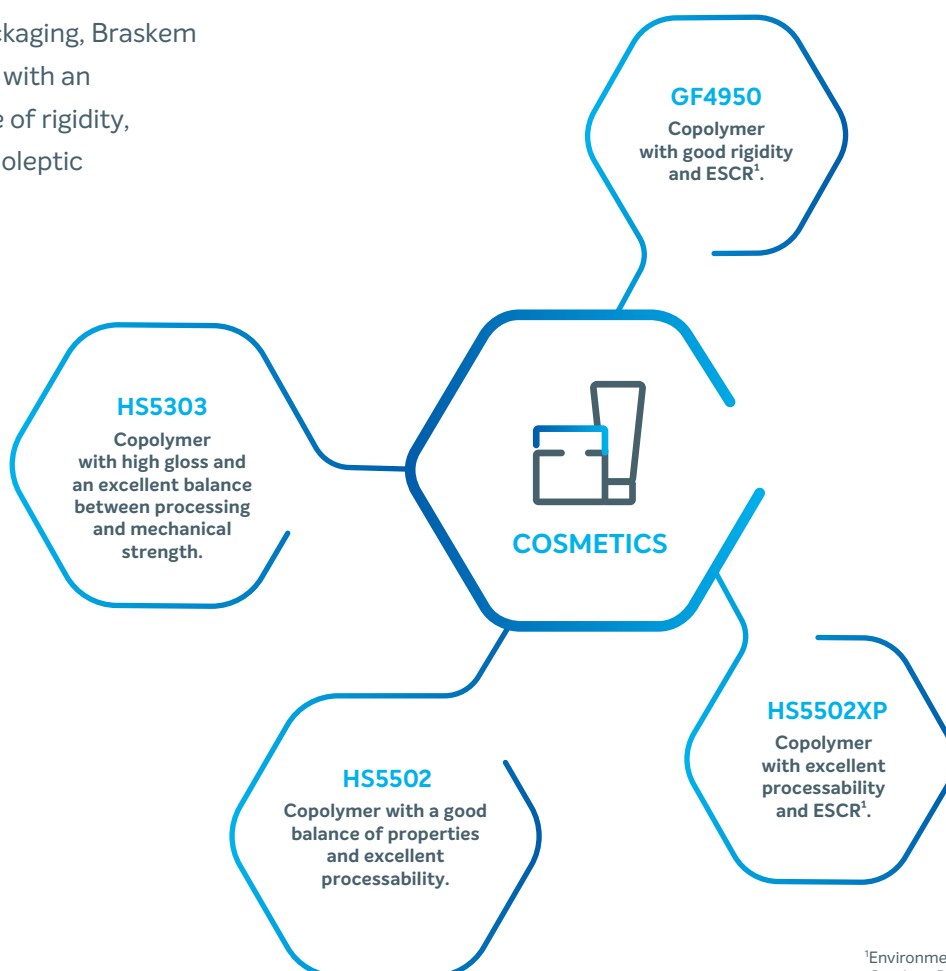 ckaging, Braskem
with an
e of rigidity,
oleptic
GF4950
Copolymer
with good rigidity
and ESCR¹.
HS5303
Copolymer
with high gloss and
an excellent balance
between processing
and mechanical
strength.
COSMETICS
HS5502XP
Copolymer
with excellent
processability
and ESCR¹.
HS5502
Copolymer with a good
balance of properties
and excellent
processability.
¹Environme